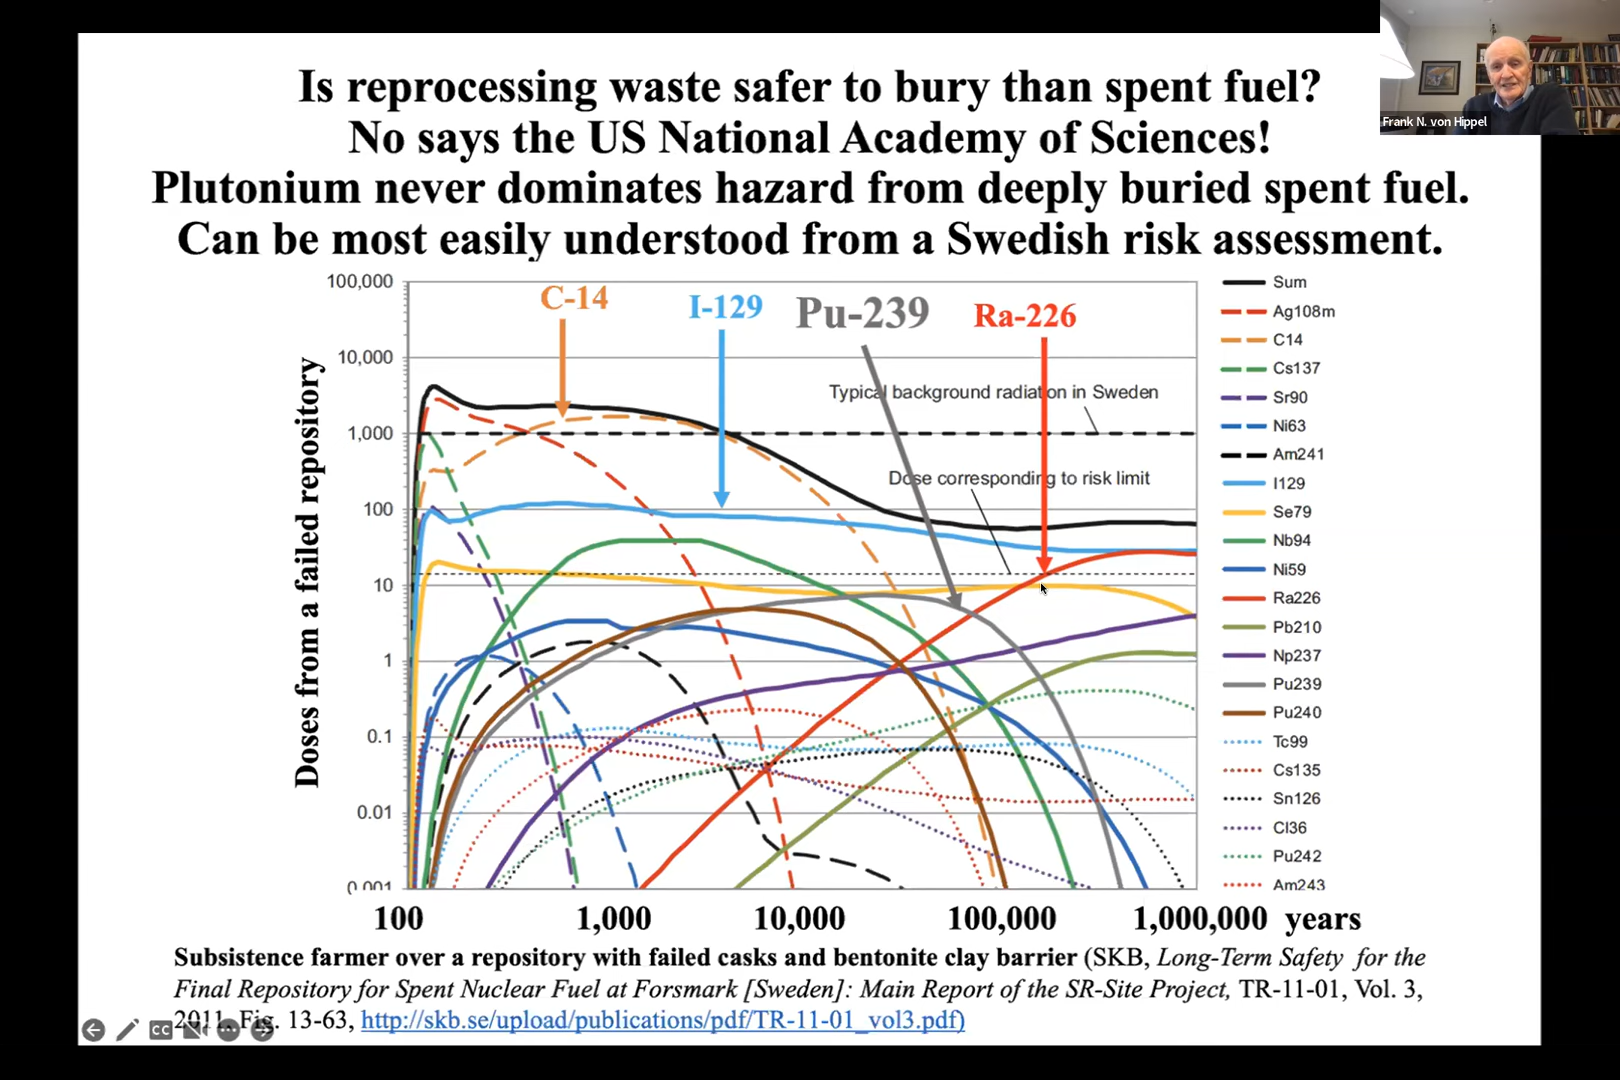 Is reprocessing waste safer to bury than spent fuel?
No says the US National Academy of Sciences!
Plutonium never dominates hazard from deeply buried spent fuel.
Can be most easily understood from a Swedish risk assessment.
Frank N. von Hippel
Doses from a failed repository
100,000
10,000
1,000
100
10
1
0.1
0.01
0.001
C-14
I-129
Pu-239
Ra-226
Typical background radiation in Sweden
Dose corresponding to risk limit
Sum
Ag108m
C14
Cs137
Sr90
Ni63
Am241
I129
Se79
Nb94
Ni59
Ra226
Pb210
Np237
Pu239
Pu240
Tc99
Cs135
Sn126
Cl36
Pu242
Am243
100 1,000 10,000 100,000 1,000,000 years
Subsistence farmer over a repository with failed casks and bentonite clay barrier (SKB, Long-Term Safety for the
Final Repository for Spent Nuclear Fuel at Forsmark [Sweden]: Main Report of the SR-Site Project, TR-11-01, Vol. 3,
2011. Fig. 13-63, http://skb.se/upload/publications/pdf/TR-11-01_vol3.pdf)
CC